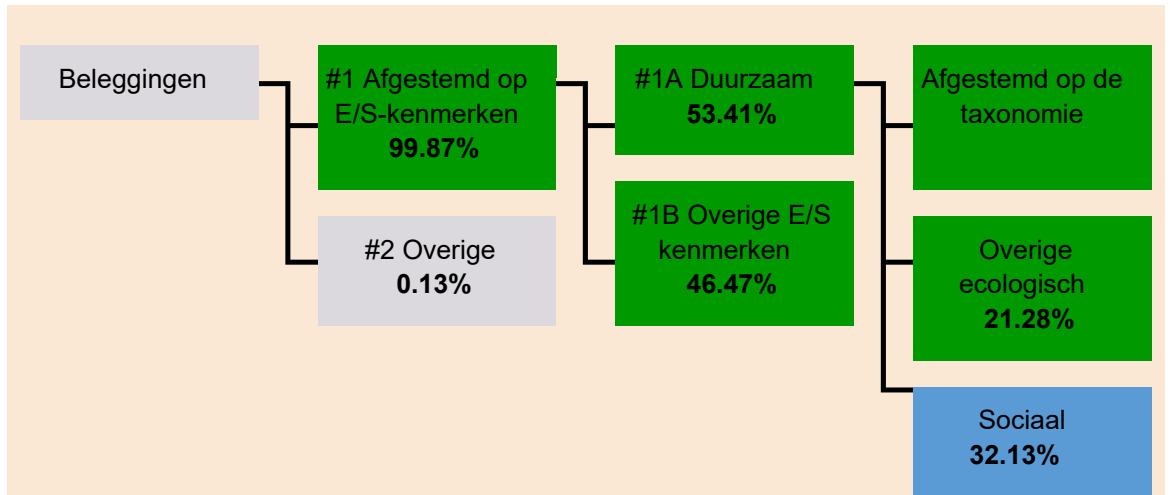 Beleggingen
#1 Afgestemd op
E/S-kenmerken
99.87%
#2 Overige
0.13%
#1A Duurzaam
53.41%
#1B Overige E/S
kenmerken
46.47%
Afgestemd op de
taxonomie
Overige
ecologisch
21.28%
Sociaal
32.13%